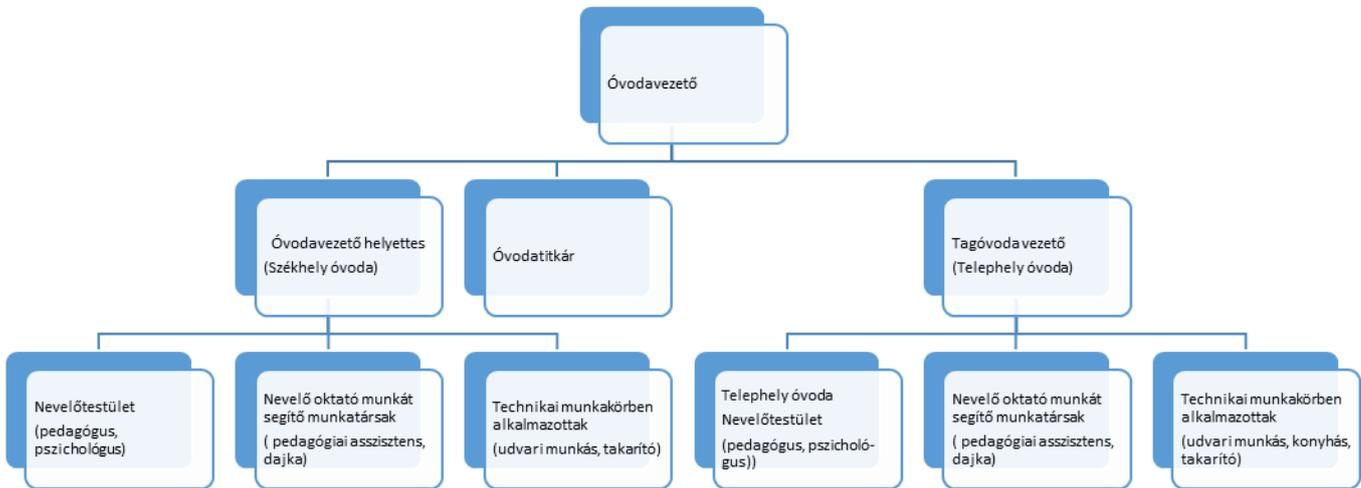 Óvodavezető
Óvodavezető helyettes
(Székhely óvoda)
Óvodatitkár
Tagóvoda vezető
(Telephely óvoda)
Nevelőtestület
(pedagógus,
pszichológus)
Nevelő oktató munkát
segítő munkatársak
( pedagógiai asszisztens,
dajka)
Technikai munkakörben
alkalmazottak
(udvari munkás, takarító)
Telephely óvoda
Nevelőtestület
(pedagógus, pszicholó-
gus))
Nevelő oktató munkát
segítő munkatársak
( pedagógiai asszisztens,
dajka)
Technikai munkakörben
alkalmazottak
(udvari munkás, konyhás,
takarító)